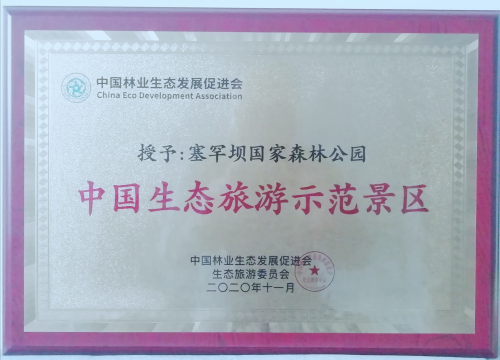 中国林业生态发展促进会
China Eco Development Association
授予:塞罕坝国家森林公园
中国生态旅游示范景区
中国林业生态发展促进会
生态旅游委员会
二〇二〇年十一月